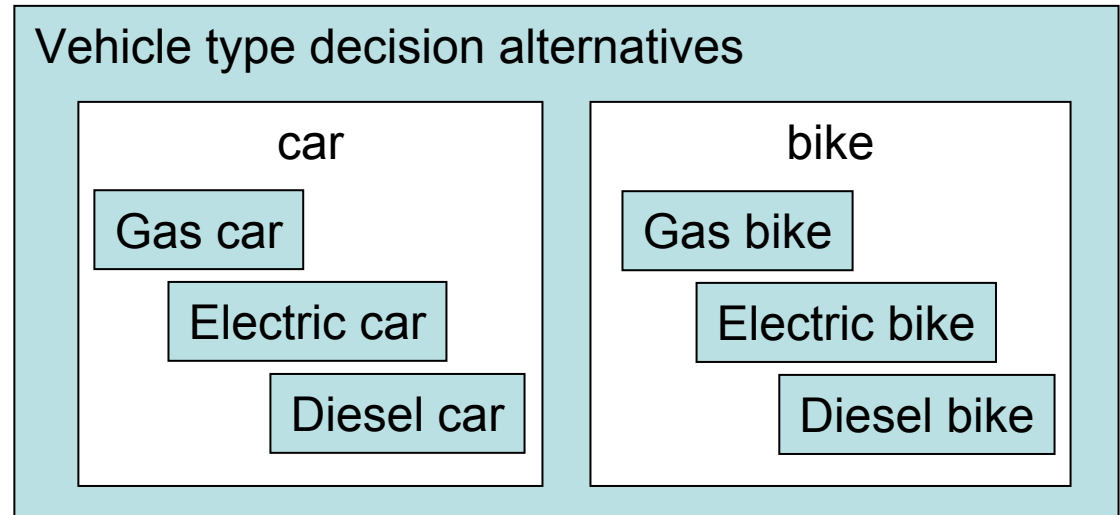 Vehicle type decision alternatives
car
Gas car
Electric car
Diesel car
bike
Gas bike
Electric bike
Diesel bike